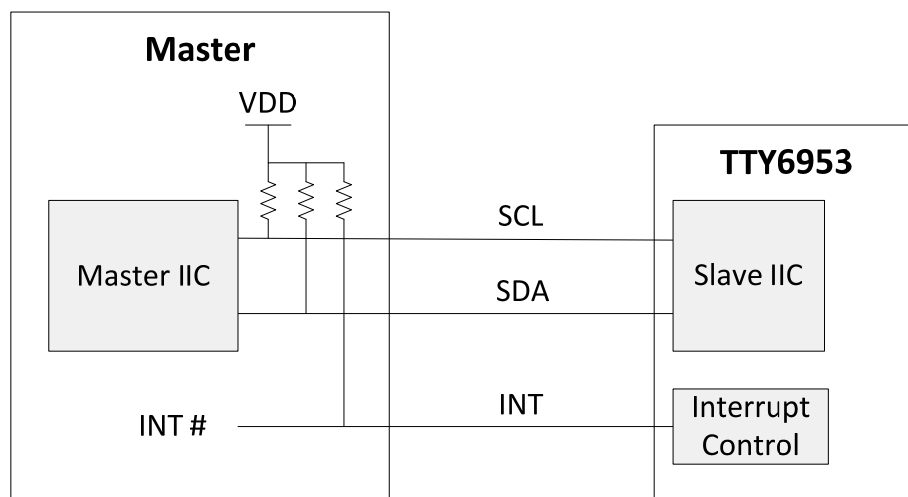 Master
VDD
TTY6953
SCL
Master IIC
Slave IIC
SDA
INT #
INT
Interrupt
Control